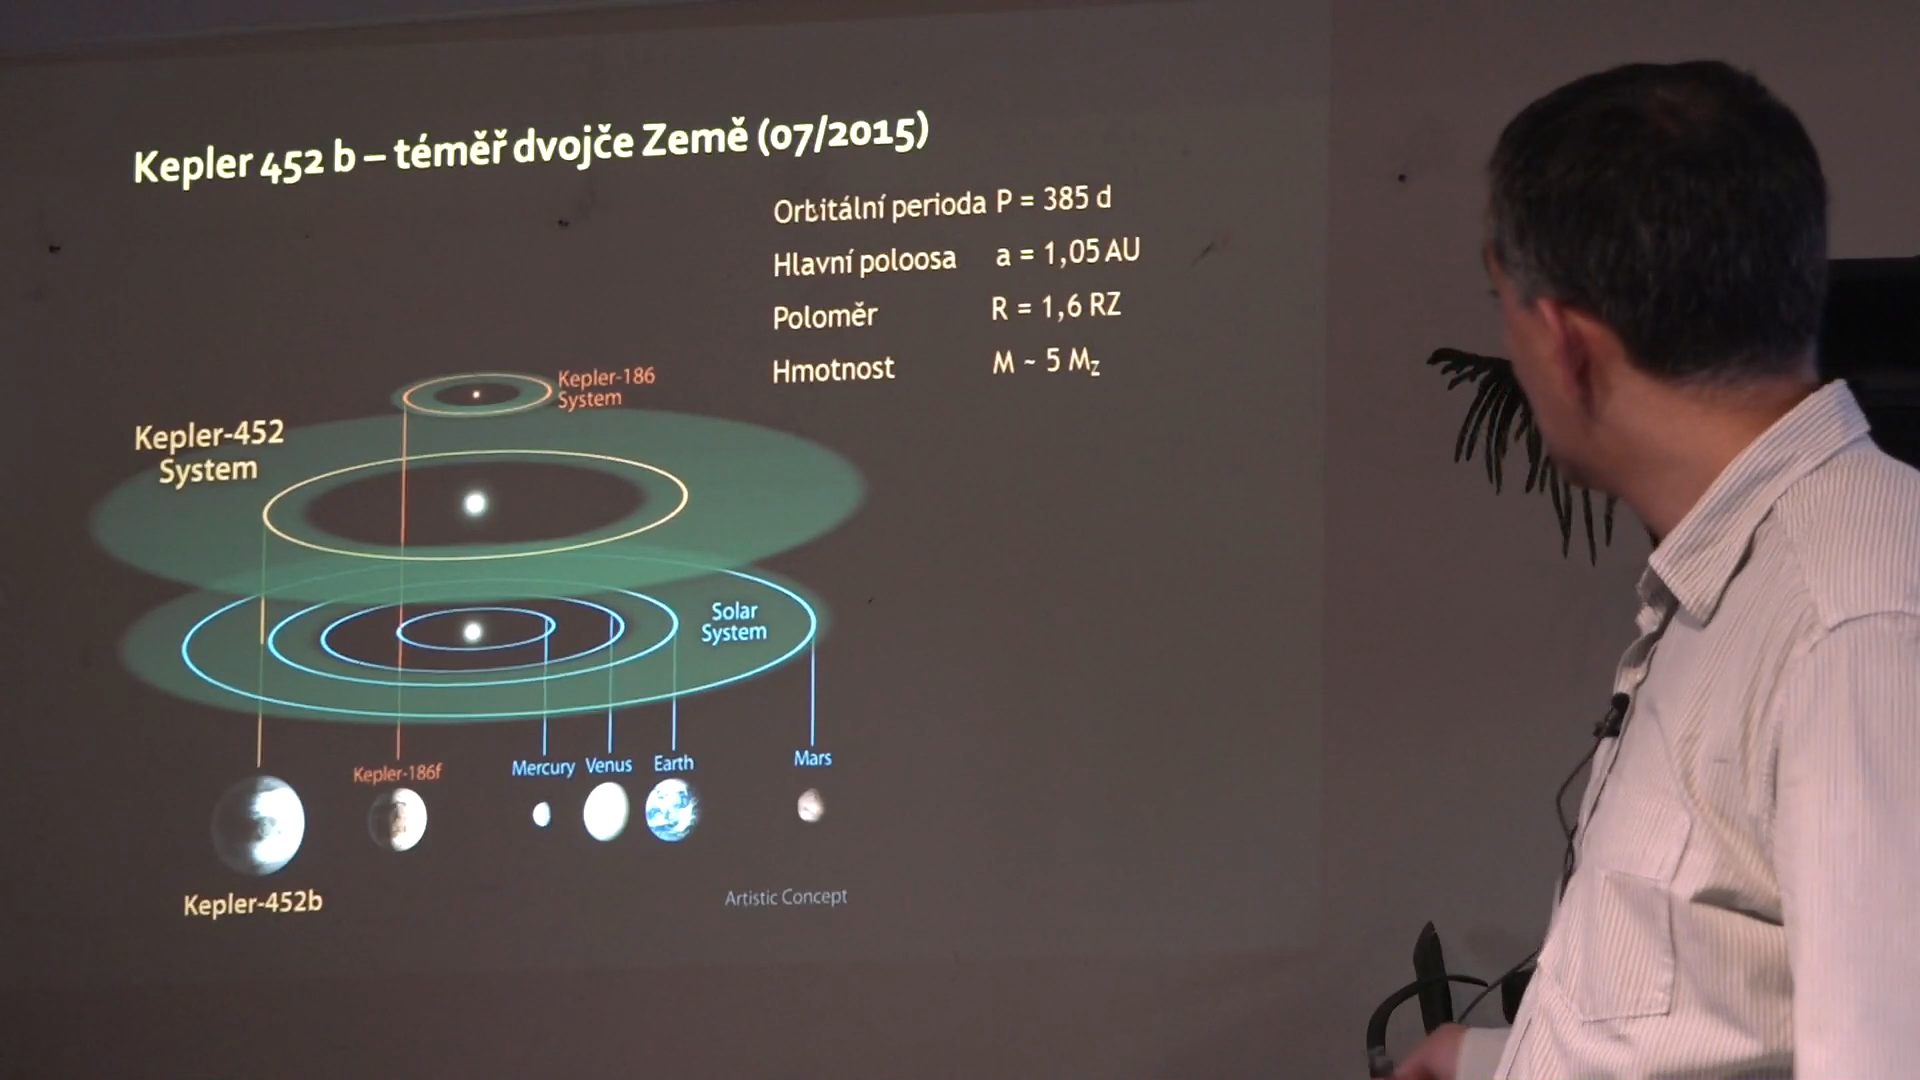 Kepler 452 b – téměř dvojče Země (07/2015)
Orbitální perioda P = 385 d
Hlavní poloosa a = 1,05 AU
Poloměr R = 1,6 RZ
Hmotnost M ~ 5 MZ
Kepler-186
System
Kepler-452
System
Solar
System
Kepler-186f
Mercury
Venus
Earth
Mars
Kepler-452b
Artistic Concept